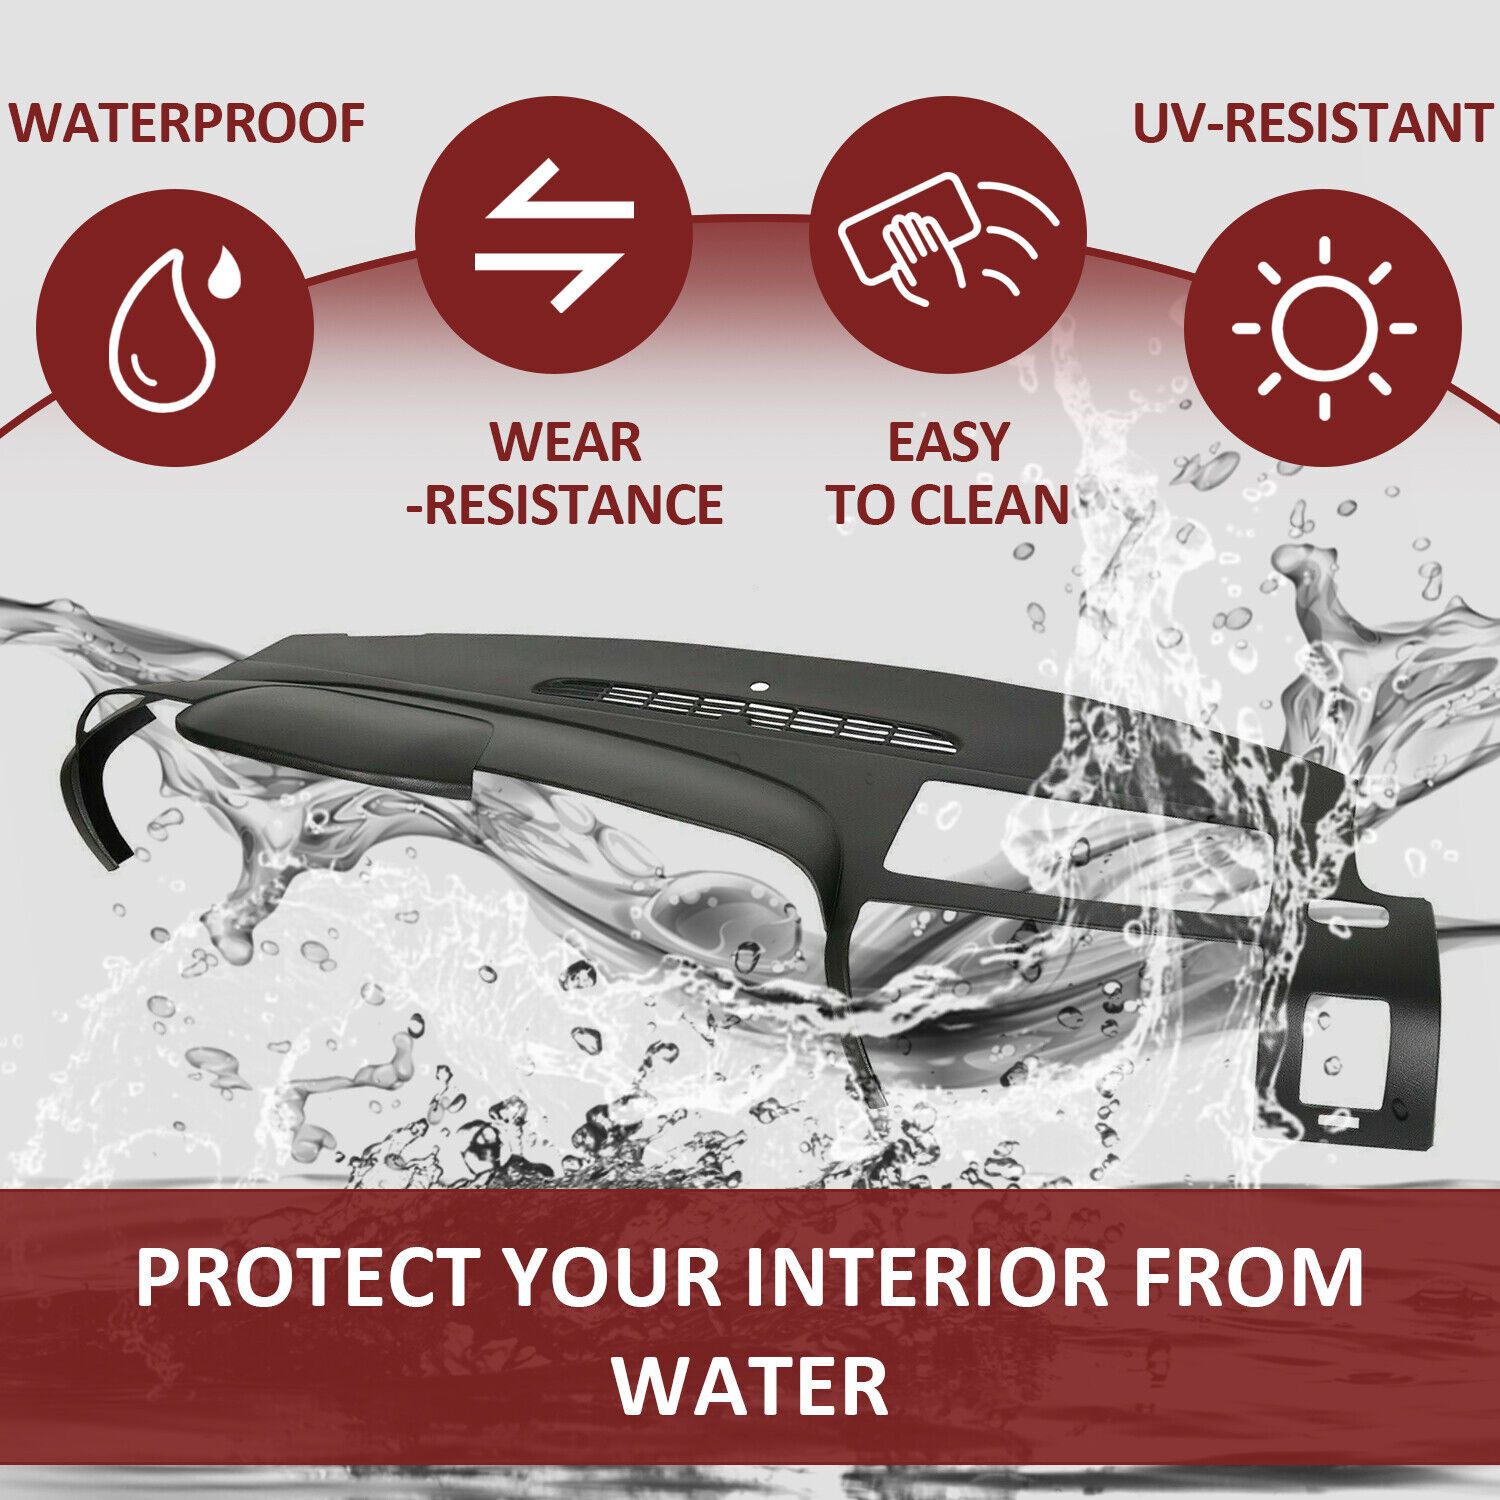 WATERPROOF
UV-RESISTANT
WEAR
-RESISTANCE
EASY
TO CLEAN
PROTECT YOUR INTERIOR FROM
WATER